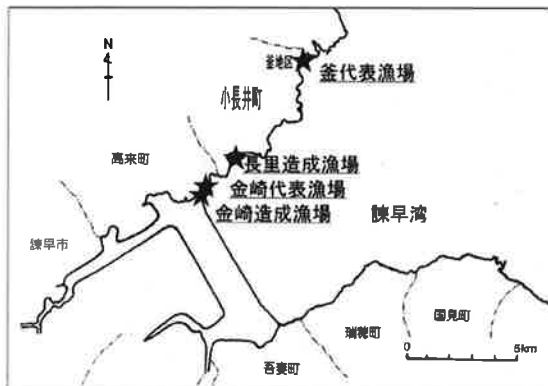 N
釜地区
釜代表漁場
小長井町
高来町
長里造成漁場
金崎代表漁場
金崎造成漁場
諫早湾
諫早市
国見町
瑞穂町
吾妻町
0
5km